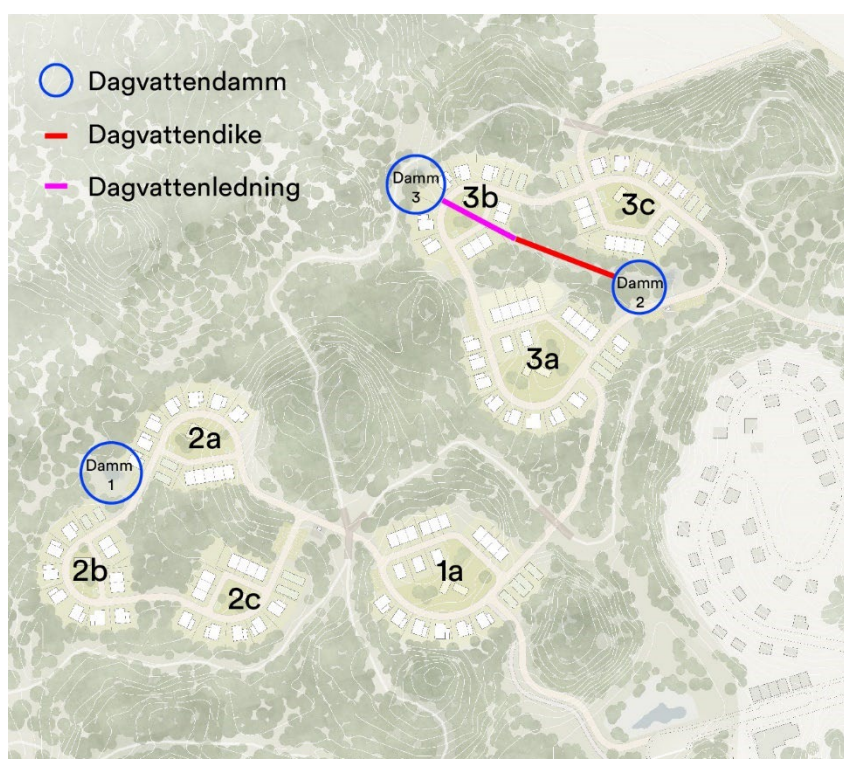 Dagvattendamm
Dagvattendike
Dagvattenledning
Damm
3
3b
3c
Damm
2
3a
2a
Damm
1
2b
2c
1a